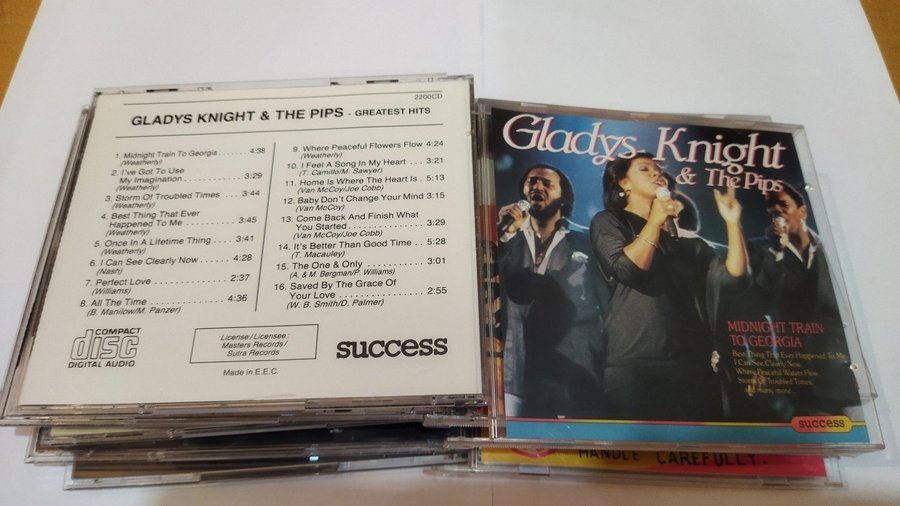 2200CD
GLADYS KNIGHT & THE PIPS - GREATEST HITS
1. Midnight Train To Georgia...... 4:38
(Weatherly)
2. I've Got To Use
My Imagination .................. 3:29
(Weatherly)
3. Storm Of Troubled Times .... 3:44
(Weatherly)
4. Best Thing That Ever
Happened To Me ............... 3:45
(Weatherly)
5. Once In A Lifetime Thing .... 3:41
(Weatherly)
6. I Can See Clearly Now ....... 4:28
(Nash)
7. Perfect Love ..................... 2:37
(Williams)
8. All The Time ...................... 4:36
(B. Manilow/M. Panzer)
9. Where Peaceful Flowers Flow 4:24
(Weatherly)
10. I Feel A Song In My Heart .... 3:21
(T. Camillo/M. Sawyer)
11. Home Is Where The Heart Is . 5:13
(Van McCoy/Joe Cobb)
12. Baby Don't Change Your Mind 3:15
(Van McCoy)
13. Come Back And Finish What
You Started ....................... 3:29
(Van McCoy/Joe Cobb)
14. It's Better Than Good Time .. 5:28
(T. Macauley)
15. The One & Only ................ 3:01
(A. & M. Bergman/P. Williams)
16. Saved By The Grace Of
Your Love ......................... 2:55
(W. B. Smith/D. Palmer)
COMPACT
disc
DIGITAL AUDIO
License/Licensee:
Masters Records/
Sutra Records
Made in E.E.C.
success
Gladys Knight
& The Pips
MIDNIGHT TRAIN
TO GEORGIA
Best Thing That Ever Happened To Me
I Can See Clearly Now,
Where Peaceful Waters Flow,
Storm Of Troubled Times,
and many more...
success
HANDLE CAREFULLY.